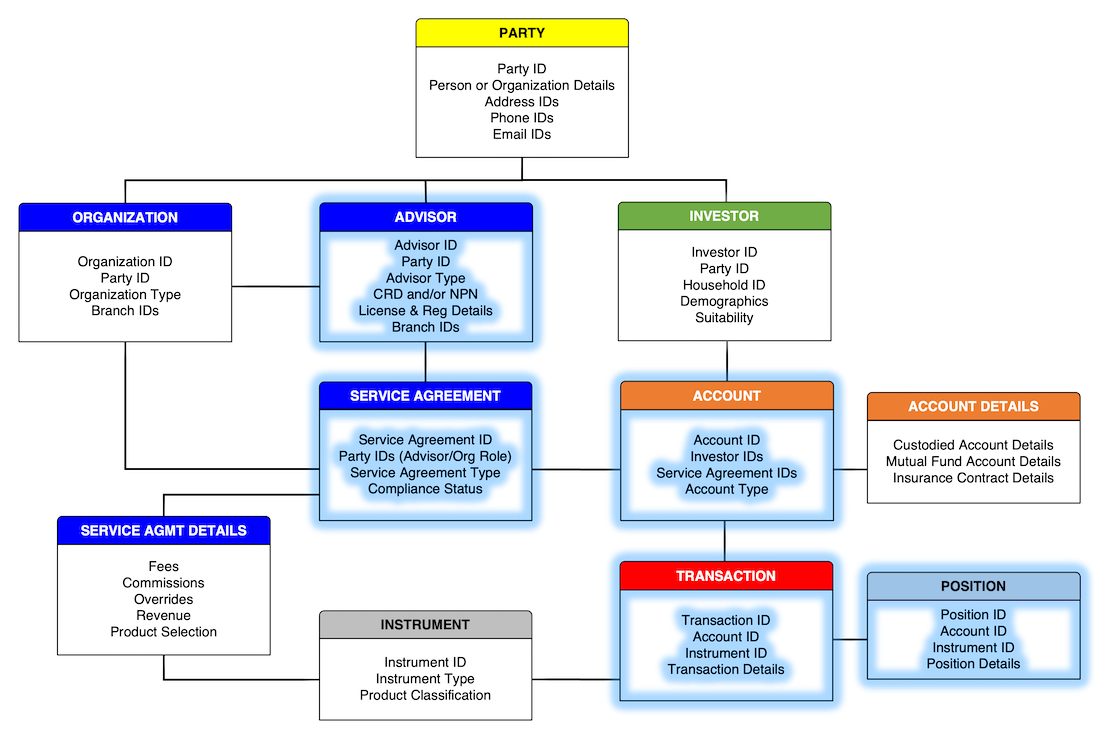 PARTY
Party ID
Person or Organization Details
Address IDs
Phone IDs
Email IDs
ORGANIZATION
Organization ID
Party ID
Organization Type
Branch IDs
ADVISOR
Advisor ID
Party ID
Advisor Type
CRD and/or NPN
License & Reg Details
Branch IDs
INVESTOR
Investor ID
Party ID
Household ID
Demographics
Suitability
SERVICE AGREEMENT
Service Agreement ID
Party IDs (Advisor/Org Role)
Service Agreement Type
Compliance Status
ACCOUNT
Account ID
Investor IDs
Service Agreement IDs
Account Type
ACCOUNT DETAILS
Custodied Account Details
Mutual Fund Account Details
Insurance Contract Details
SERVICE AGMT DETAILS
Fees
Commissions
Overrides
Revenue
Product Selection
INSTRUMENT
Instrument ID
Instrument Type
Product Classification
TRANSACTION
Transaction ID
Account ID
Instrument ID
Transaction Details
POSITION
Position ID
Account ID
Instrument ID
Position Details